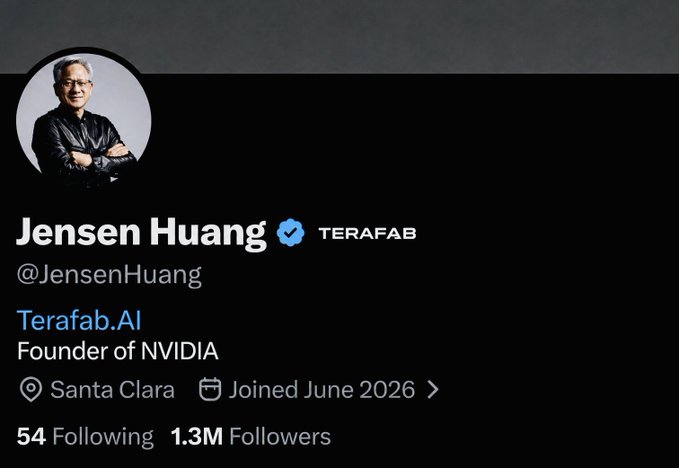 Jensen Huang TERAFAB
@JensenHuang
Terafab.AI
Founder of NVIDIA
Santa Clara Joined June 2026
54 Following 1.3M Followers